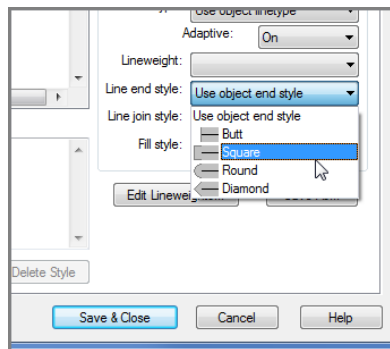 Use object linetype
Adaptive: On
Lineweight:
Line end style: Use object end style
Line join style: Use object end style
Butt
Fill style: Square
Round
Diamond
Edit
Delete Style
Save & Close Cancel Help